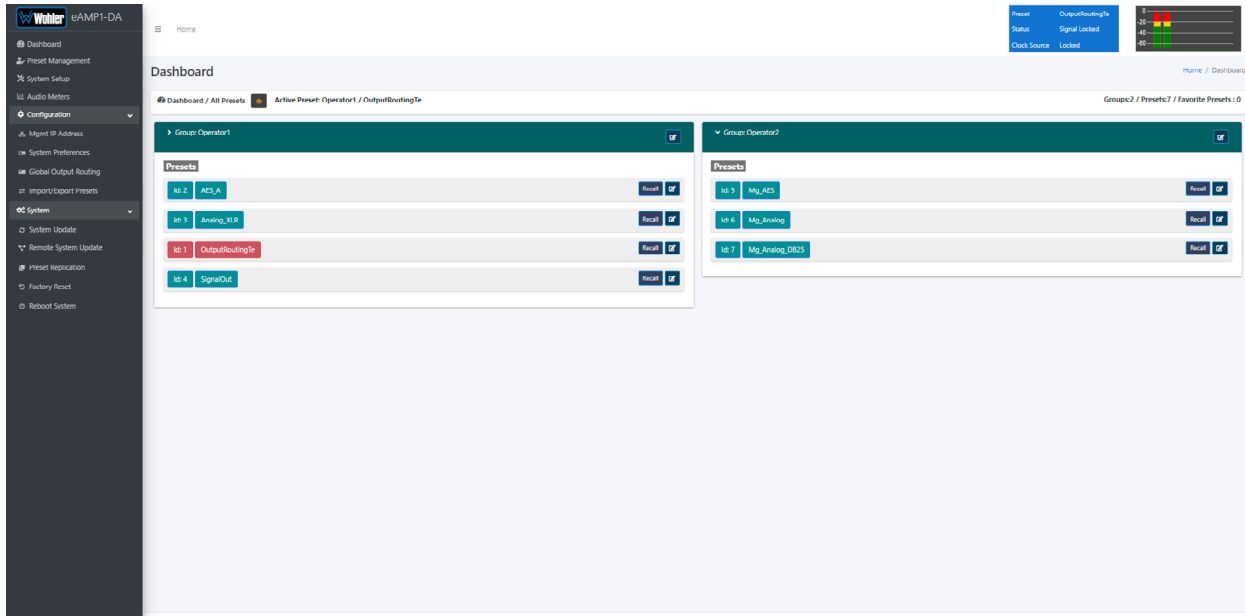 Wohler eAMP1-DA
Dashboard
Preset Management
System Setup
Audio Meters
Configuration
Mgmt IP Address
System Preferences
Global Output Routing
Import/Export Presets
System
System Update
Remote System Update
Preset Replication
Factory Reset
Reboot System
Home
Preset OutputRoutingTe
Status Signal Locked
Clock Source Locked
0
-20
-40
-60
Dashboard
Home / Dashboard
Dashboard / All Presets Active Preset: Operator1 / OutputRoutingTe
Groups:2 / Presets:7 / Favorite Presets : 0
Group: Operator1
Presets
Id: 2 AES_A Recall
Id: 3 Analog_XLR Recall
Id: 1 OutputRoutingTe Recall
Id: 4 SignalOut Recall
Group: Operator2
Presets
Id: 5 Mg_AES Recall
Id: 6 Mg_Analog Recall
Id: 7 Mg_Analog_DB25 Recall